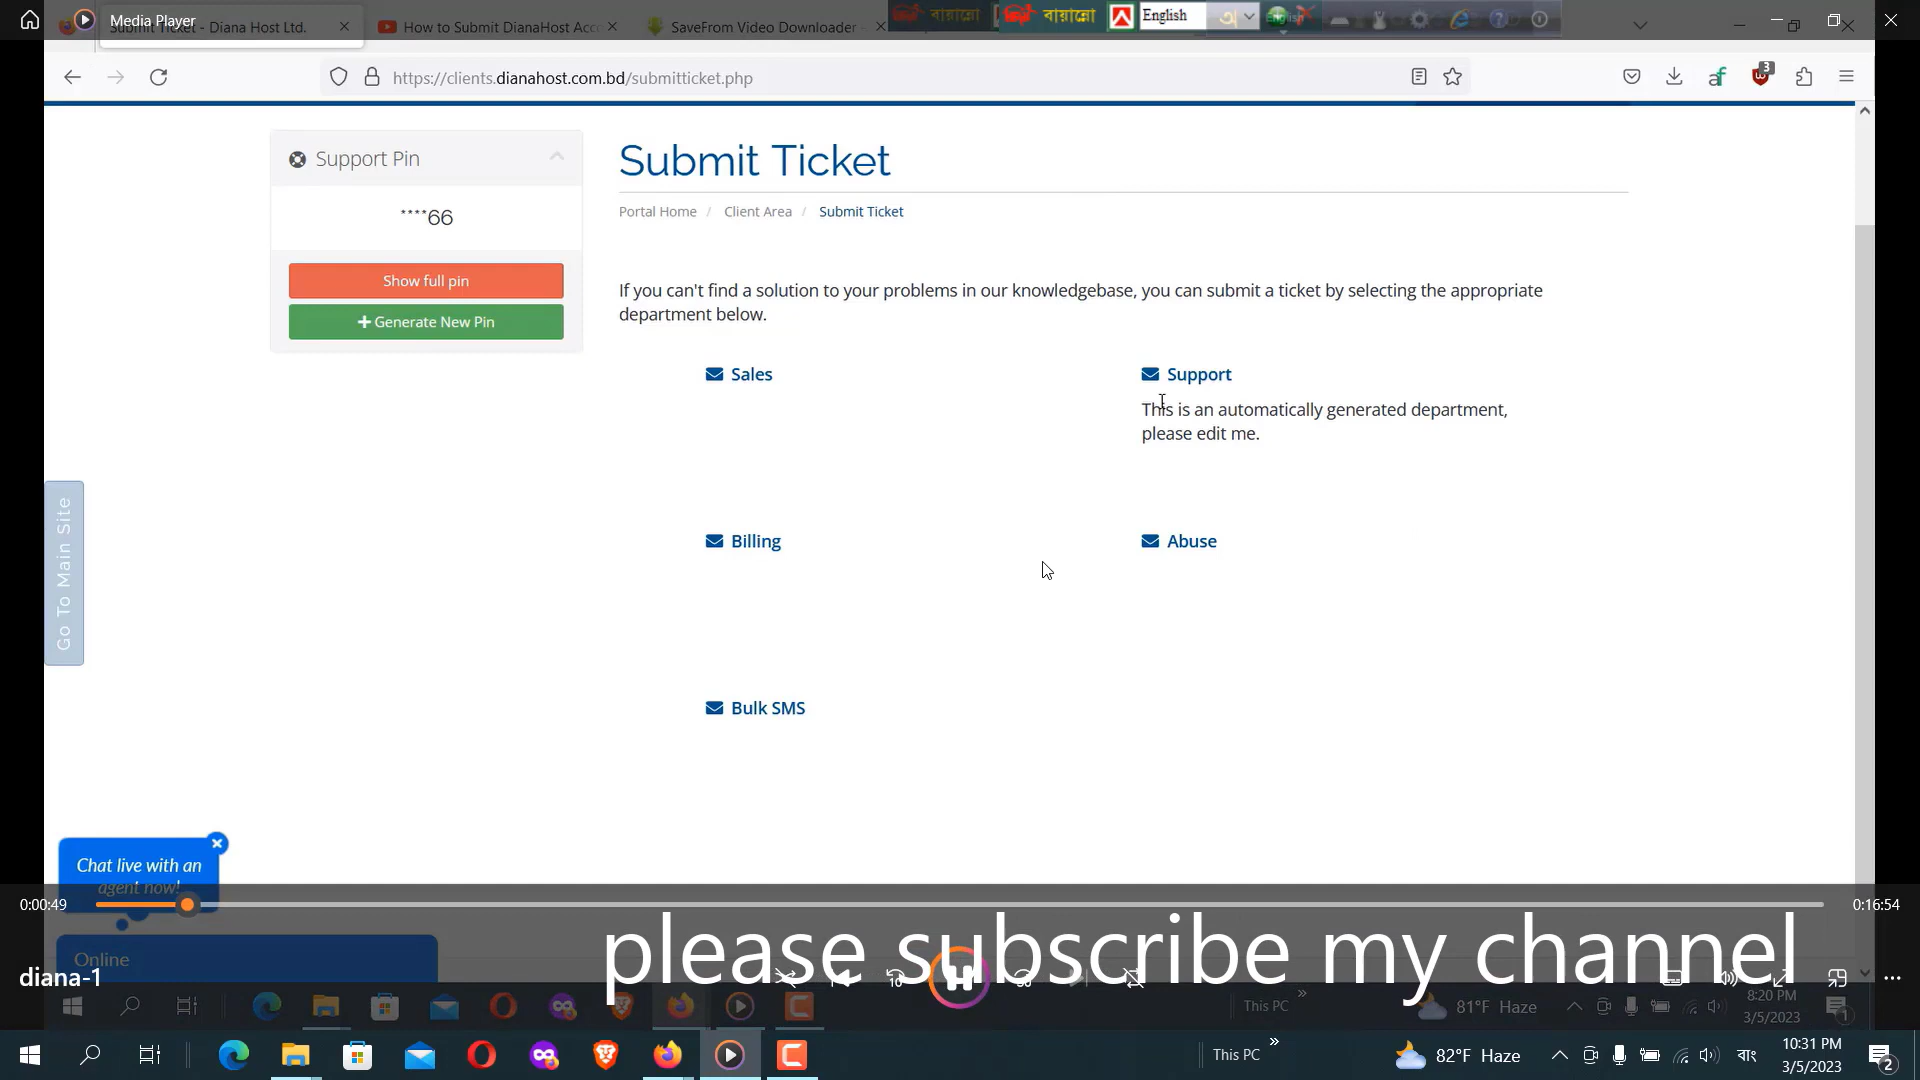 Media Player
Submit Ticket - Diana Host Ltd.
How to Submit DianaHost Acc
SaveFrom Video Downloader
বায়ান্নো
বায়ান্নো
English
অ
https://clients.dianahost.com.bd/submitticket.php
3
Support Pin
****66
Show full pin
Generate New Pin
Submit Ticket
Portal Home / Client Area / Submit Ticket
If you can't find a solution to your problems in our knowledgebase, you can submit a ticket by selecting the appropriate
department below.
Sales
Support
This is an automatically generated department,
please edit me.
Billing
Abuse
Bulk SMS
Go To Main Site
Chat live with an
agent now!
0:00:49
0:16:54
Online
please subscribe my channel
diana-1
10
30
This PC
81°F Haze
8:20 PM
3/5/2023
1
This PC
82°F Haze
বাং
10:31 PM
3/5/2023
2